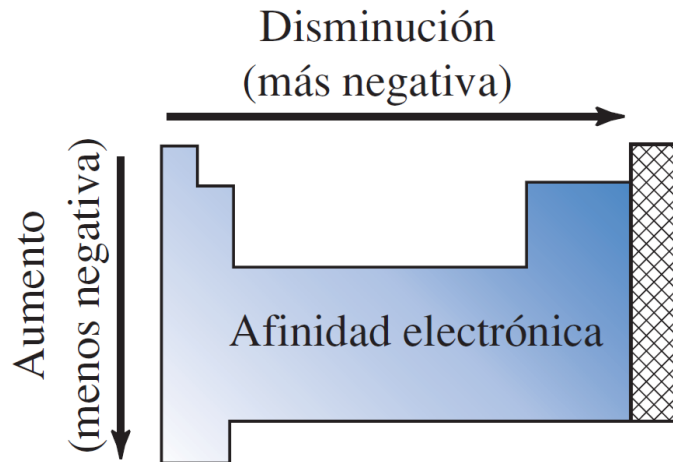 Disminución
(más negativa)
Aumento
(menos negativa)
Afinidad electrónica